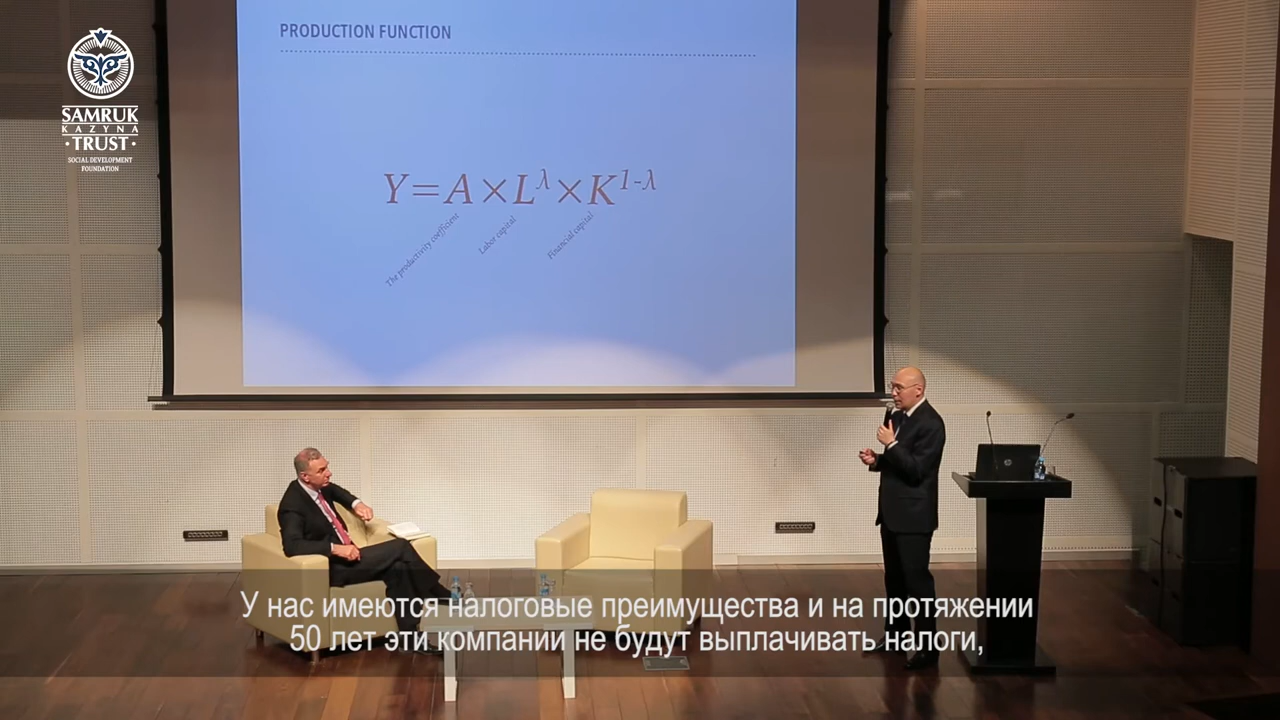 SAMRUK
KAZYNA
·TRUST·
SOCIAL DEVELOPMENT
FOUNDATION
PRODUCTION FUNCTION
Y=A×L^λ×K^1-λ
The productivity coefficient
Labor capital
Financial capital
У нас имеются налоговые преимущества и на протяжении
50 лет эти компании не будут выплачивать налоги,